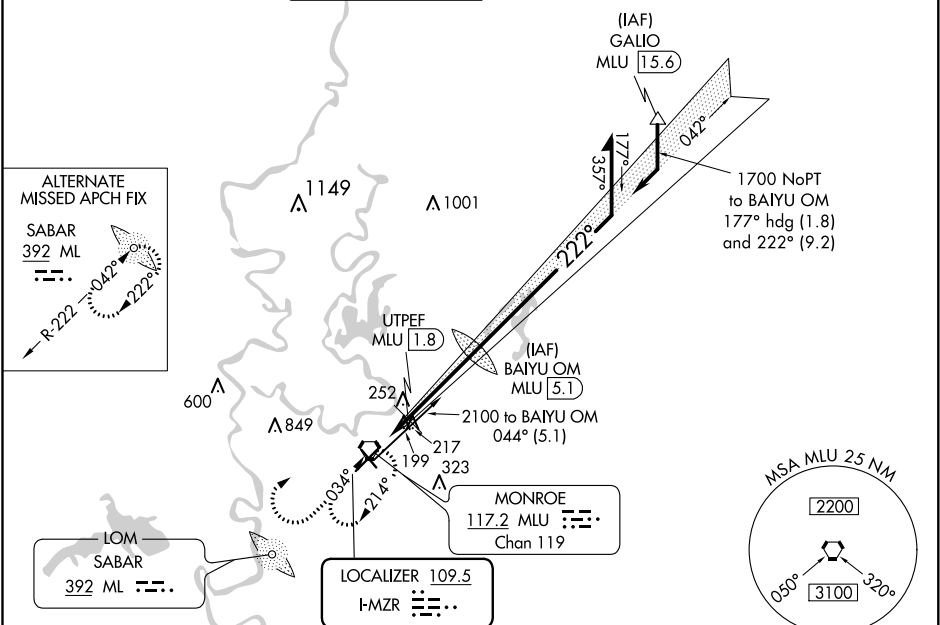 (IAF)
GALIO
MLU 15.6
042°
177°
357°
1700 NoPT
to BAIYU OM
177° hdg (1.8)
and 222° (9.2)
ALTERNATE
MISSED APCH FIX
SABAR
392 ML
042°
222°
R-222
1149
1001
222°
UTPEF
MLU 1.8
(IAF)
BAIYU OM
MLU 5.1
600
252
849
2100 to BAIYU OM
044° (5.1)
217
199
323
034°
214°
MONROE
117.2 MLU
Chan 119
LOM
SABAR
392 ML
LOCALIZER 109.5
I-MZR
MSA MLU 25 NM
2200
050°
320°
3100